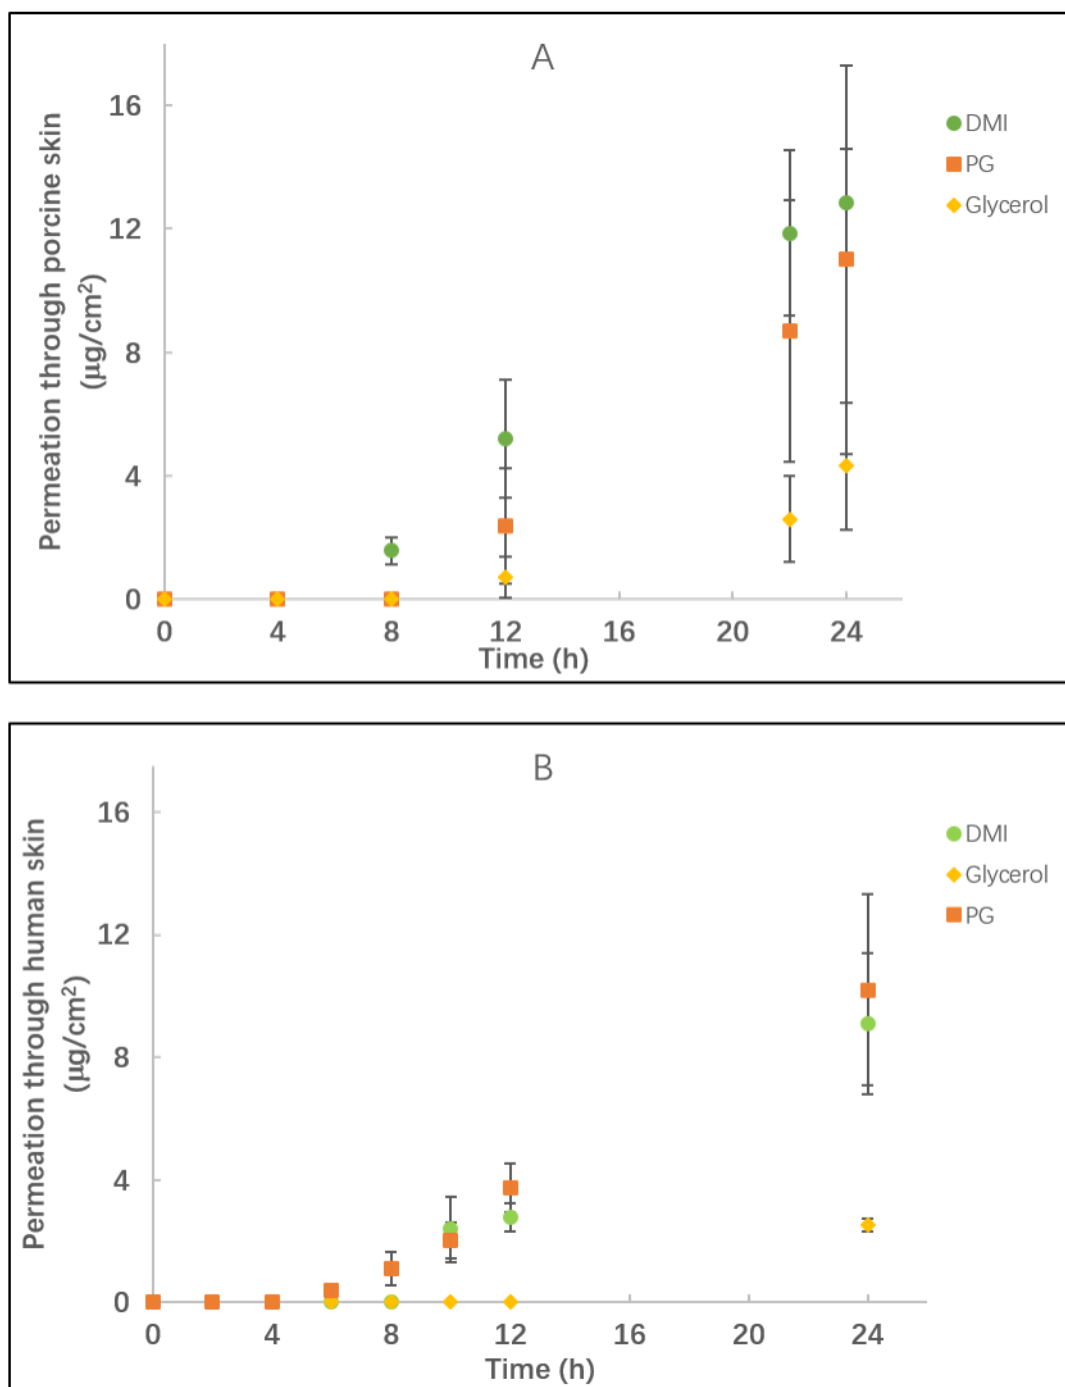 A
Permeation through porcine skin
(μg/cm²)
16
12
8
4
0
0 4 8 12 16 20 24
Time (h)
DMI
PG
Glycerol
B
Permeation through human skin
(μg/cm²)
16
12
8
4
0
0 4 8 12 16 20 24
Time (h)
DMI
Glycerol
PG